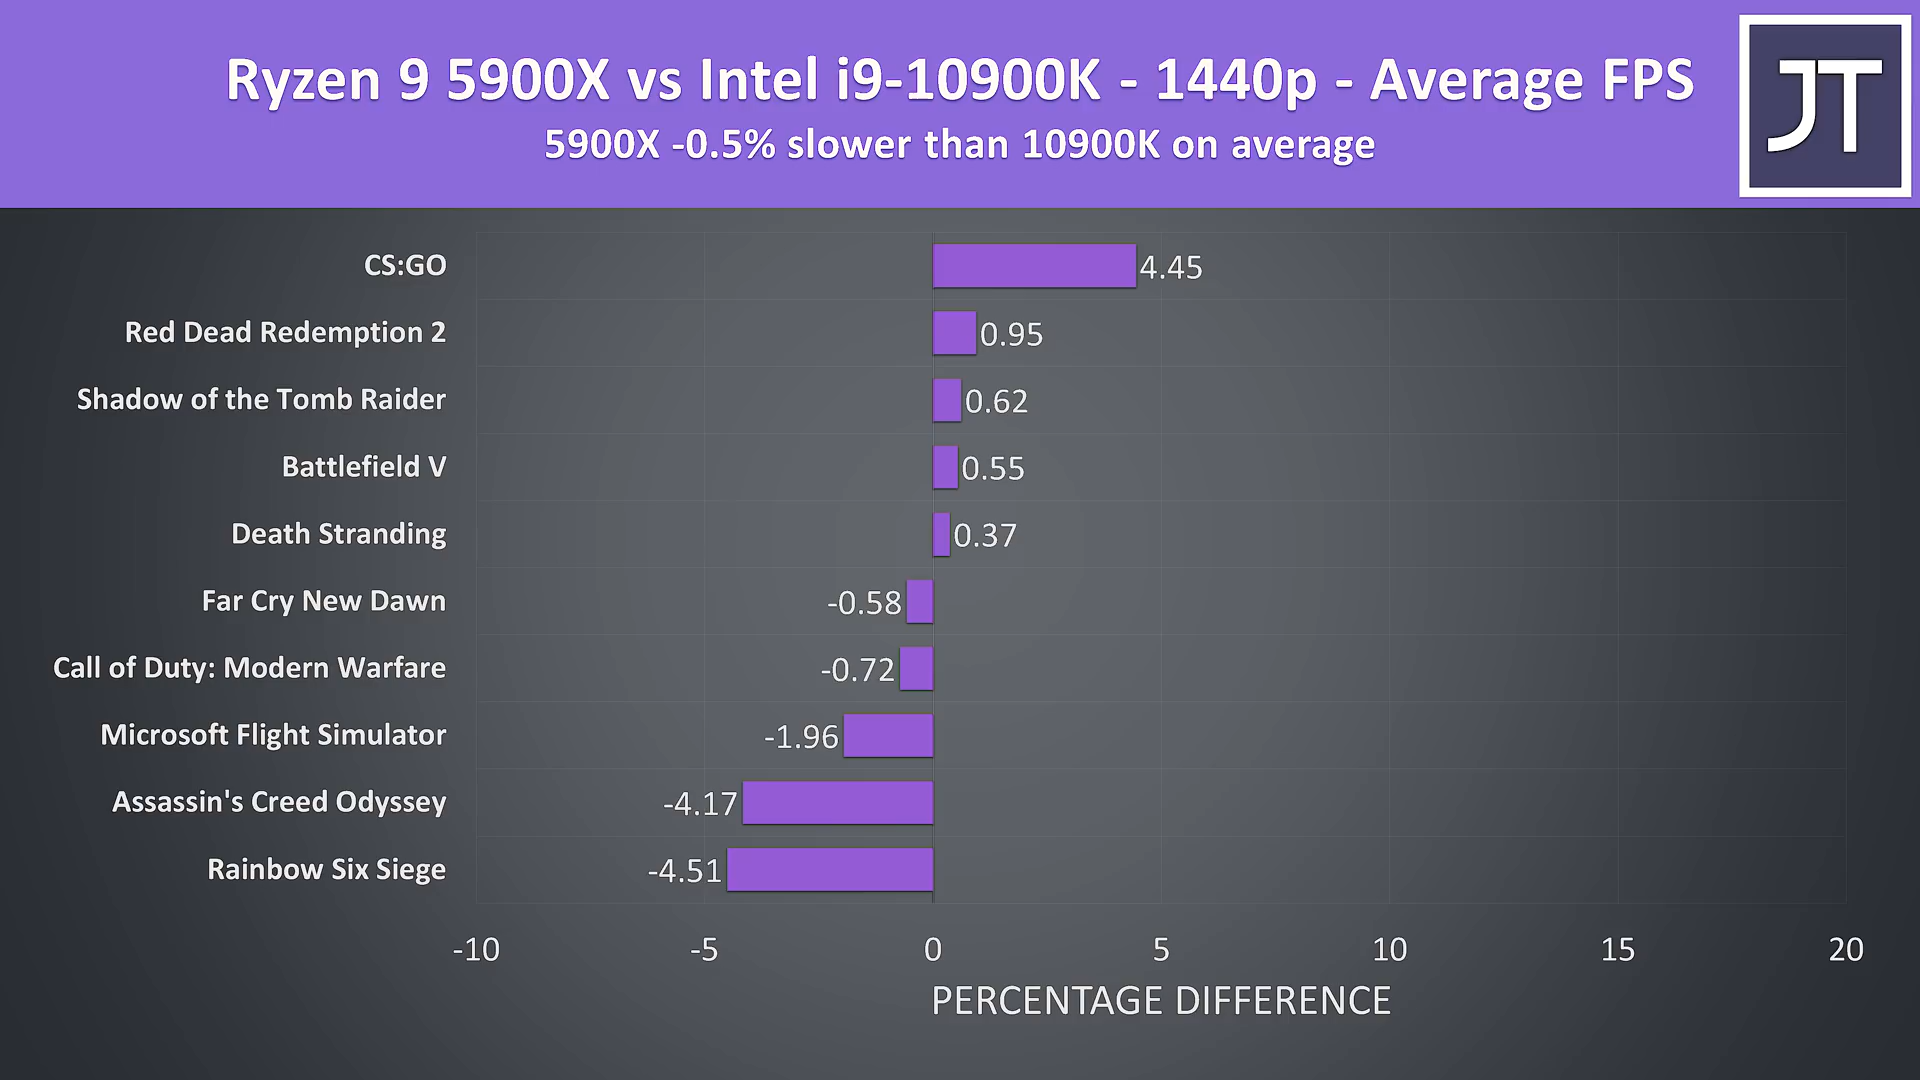 Ryzen 9 5900X vs Intel i9-10900K - 1440p - Average FPS
5900X -0.5% slower than 10900K on average
JT
CS:GO 4.45
Red Dead Redemption 2 0.95
Shadow of the Tomb Raider 0.62
Battlefield V 0.55
Death Stranding 0.37
Far Cry New Dawn -0.58
Call of Duty: Modern Warfare -0.72
Microsoft Flight Simulator -1.96
Assassin's Creed Odyssey -4.17
Rainbow Six Siege -4.51
-10 -5 0 5 10 15 20
PERCENTAGE DIFFERENCE